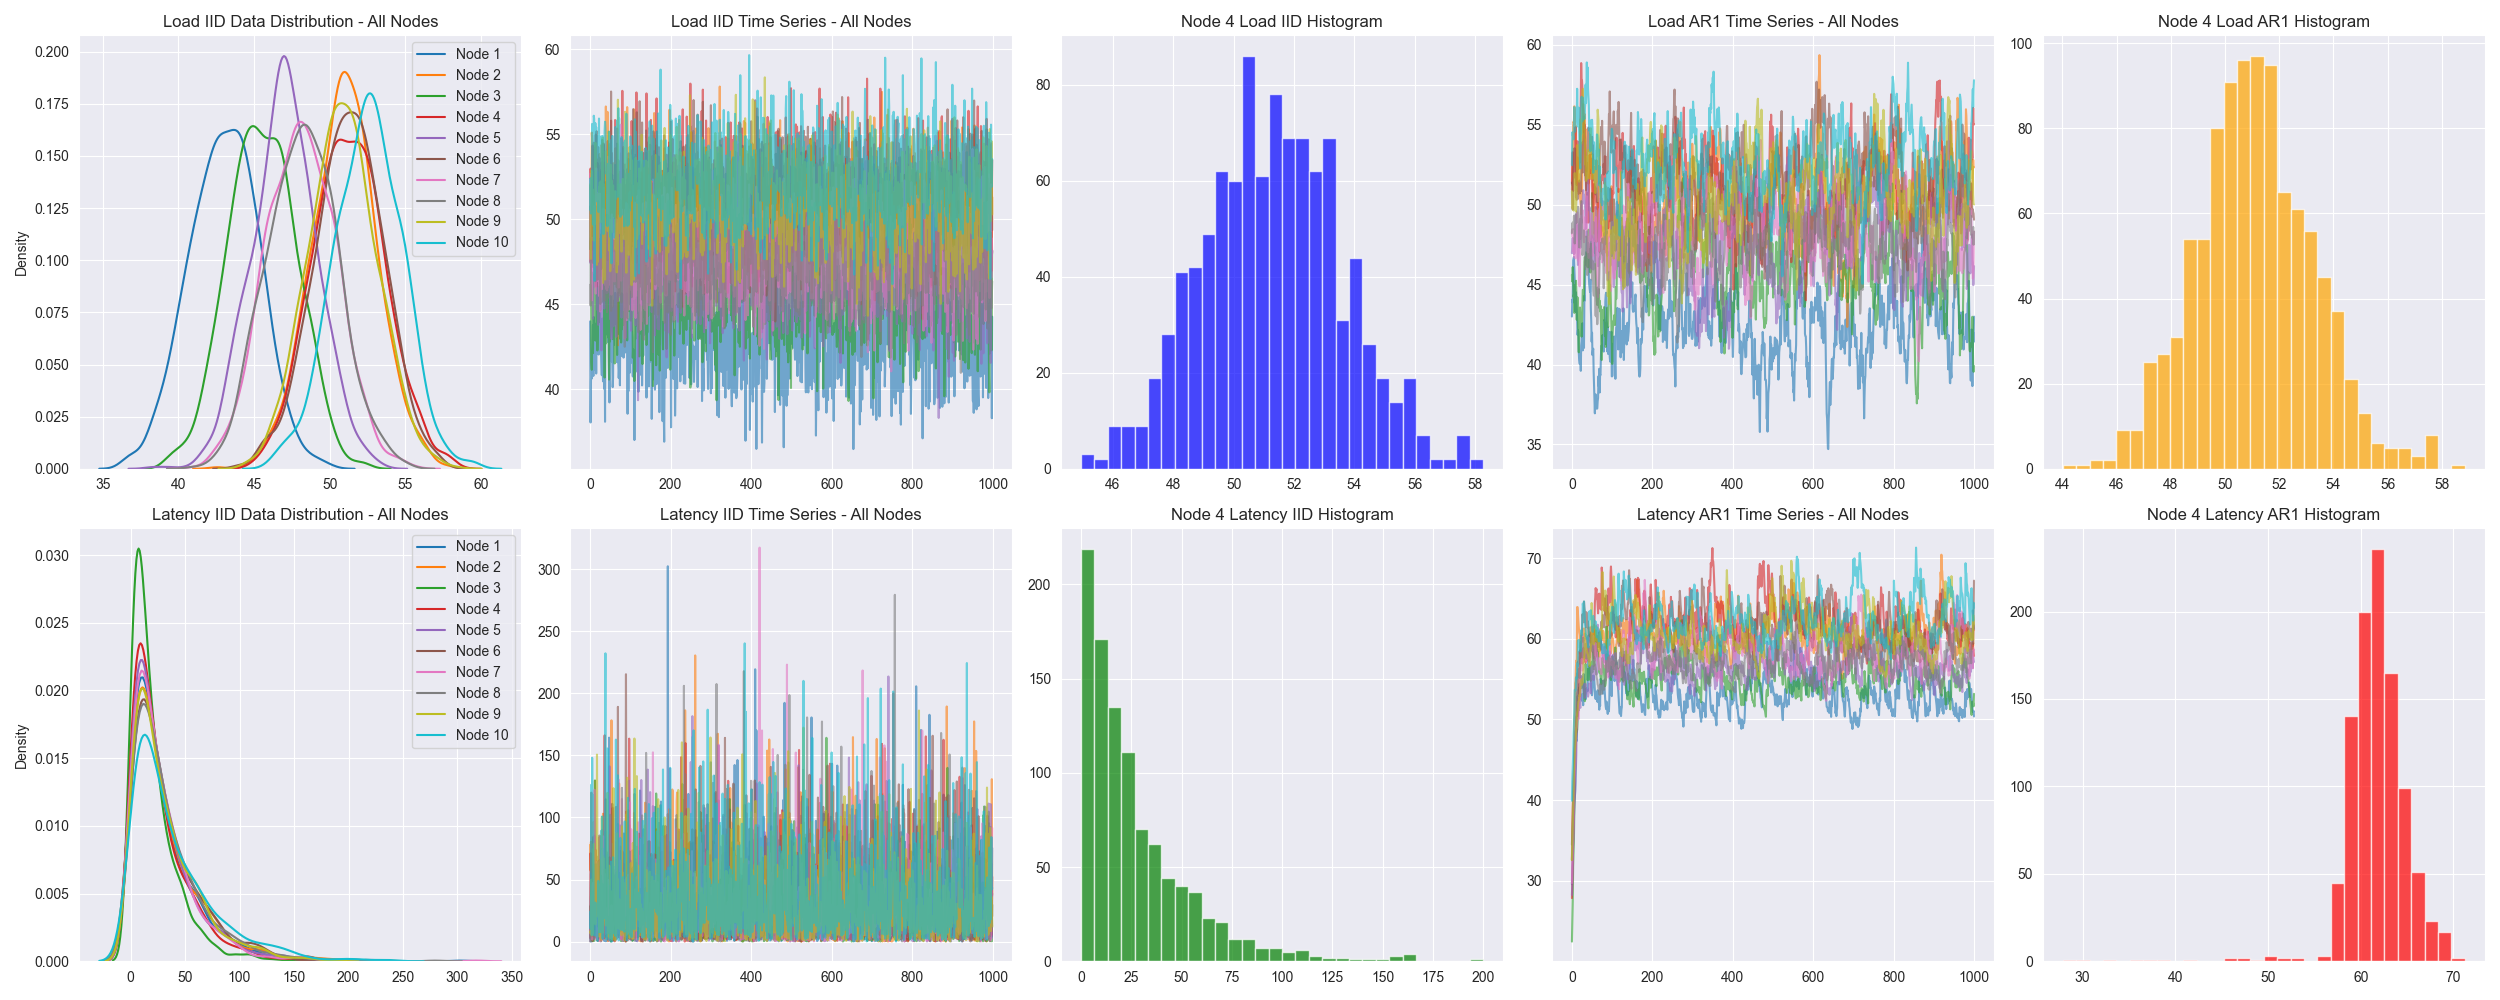 Load IID Data Distribution - All Nodes
Density
0.200
0.175
0.150
0.125
0.100
0.075
0.050
0.025
0.000
35 40 45 50 55 60
Node 1
Node 2
Node 3
Node 4
Node 5
Node 6
Node 7
Node 8
Node 9
Node 10
Load IID Time Series - All Nodes
60
55
50
45
40
0 200 400 600 800 1000
Node 4 Load IID Histogram
80
60
40
20
0
46 48 50 52 54 56 58
Load AR1 Time Series - All Nodes
60
55
50
45
40
35
0 200 400 600 800 1000
Node 4 Load AR1 Histogram
100
80
60
40
20
0
44 46 48 50 52 54 56 58
Latency IID Data Distribution - All Nodes
Density
0.030
0.025
0.020
0.015
0.010
0.005
0.000
0 50 100 150 200 250 300 350
Node 1
Node 2
Node 3
Node 4
Node 5
Node 6
Node 7
Node 8
Node 9
Node 10
Latency IID Time Series - All Nodes
300
250
200
150
100
50
0
0 200 400 600 800 1000
Node 4 Latency IID Histogram
200
150
100
50
0
0 25 50 75 100 125 150 175 200
Latency AR1 Time Series - All Nodes
70
60
50
40
30
0 200 400 600 800 1000
Node 4 Latency AR1 Histogram
200
150
100
50
0
30 40 50 60 70